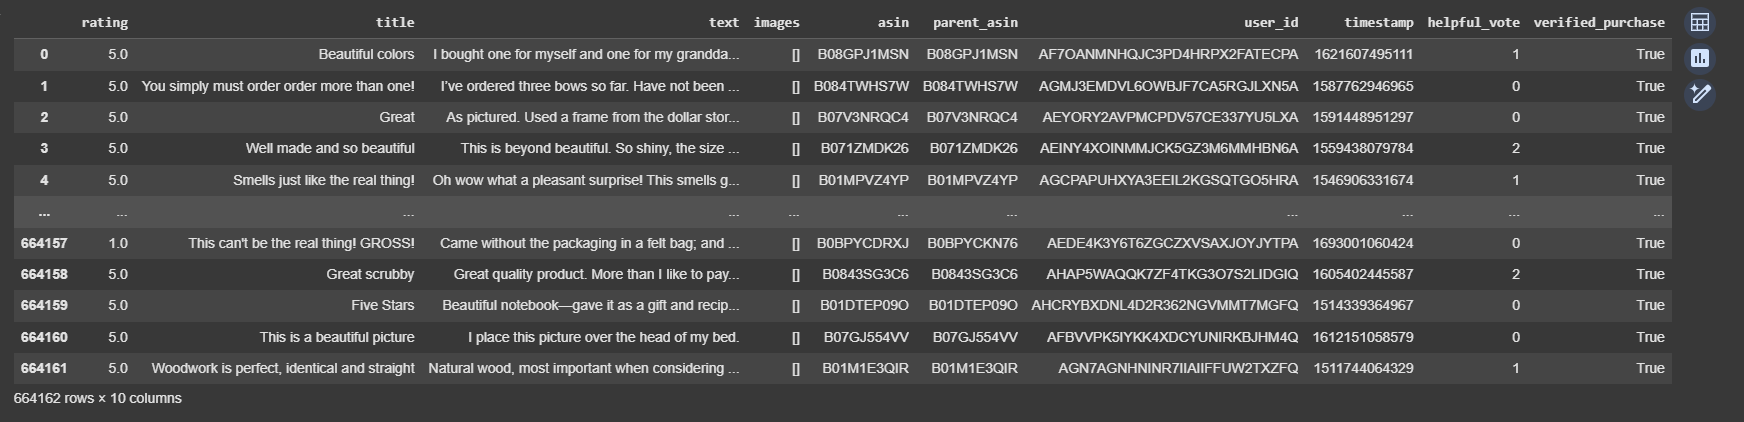 rating title text images asin parent_asin user_id timestamp helpful_vote verified_purchase
0 5.0 Beautiful colors I bought one for myself and one for my grandda... [] B08GPJ1MSN B08GPJ1MSN AF7OANMNHQJC3PD4HRPX2FATECPA 1621607495111 1 True
1 5.0 You simply must order order more than one! I've ordered three bows so far. Have not been ... [] B084TWHS7W B084TWHS7W AGMJ3EMDVL6OWBJF7CA5RGJLXN5A 1587762946965 0 True
2 5.0 Great As pictured. Used a frame from the dollar stor... [] B07V3NRQC4 B07V3NRQC4 AEYORY2AVPMCPDV57CE337YU5LXA 1591448951297 0 True
3 5.0 Well made and so beautiful This is beyond beautiful. So shiny, the size ... [] B071ZMDK26 B071ZMDK26 AEINY4XOINMMJCK5GZ3M6MMHBN6A 1559438079784 2 True
4 5.0 Smells just like the real thing! Oh wow what a pleasant surprise! This smells g... [] B01MPVZ4YP B01MPVZ4YP AGCPAPUHXYA3EEIL2KGSQTGO5HRA 1546906331674 1 True
... ... ... ... ... ... ... ... ... ... ...
664157 1.0 This can't be the real thing! GROSS! Came without the packaging in a felt bag; and ... [] B0BPYCDRXJ B0BPYCKN76 AEDE4K3Y6T6ZGCZXVSAXJOYJYTPA 1693001060424 0 True
664158 5.0 Great scrubby Great quality product. More than I like to pay... [] B0843SG3C6 B0843SG3C6 AHAP5WAQQK7ZF4TKG3O7S2LIDGIQ 1605402445587 2 True
664159 5.0 Five Stars Beautiful notebook—gave it as a gift and recip... [] B01DTEP09O B01DTEP09O AHCRYBXDNL4D2R362NGVMMT7MGFQ 1514339364967 0 True
664160 5.0 This is a beautiful picture I place this picture over the head of my bed. [] B07GJ554VV B07GJ554VV AFBVVPK5IYKK4XDCYUNIRKBJHM4Q 1612151058579 0 True
664161 5.0 Woodwork is perfect, identical and straight Natural wood, most important when considering ... [] B01M1E3QIR B01M1E3QIR AGN7AGNHNINR7IIAIIFFUW2TXZFQ 1511744064329 1 True
664162 rows × 10 columns